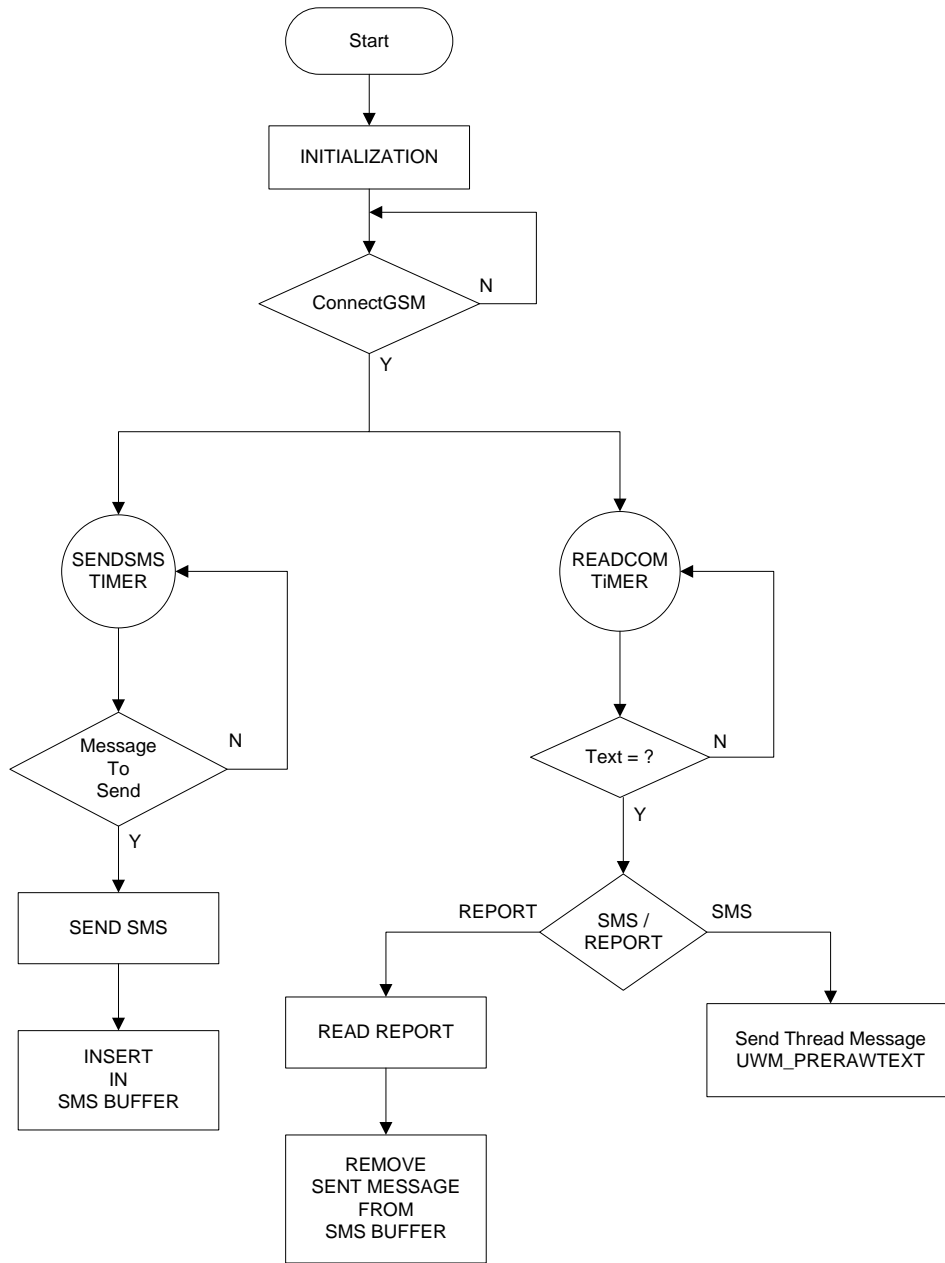 Start
INITIALIZATION
ConnectGSM
N
Y
SENDSMS
TIMER
Message
To
Send
N
Y
SEND SMS
INSERT
IN
SMS BUFFER
READCOM
TiMER
Text = ?
N
Y
SMS /
REPORT
REPORT
SMS
READ REPORT
REMOVE
SENT MESSAGE
FROM
SMS BUFFER
Send Thread Message
UWM_PRERAWTEXT